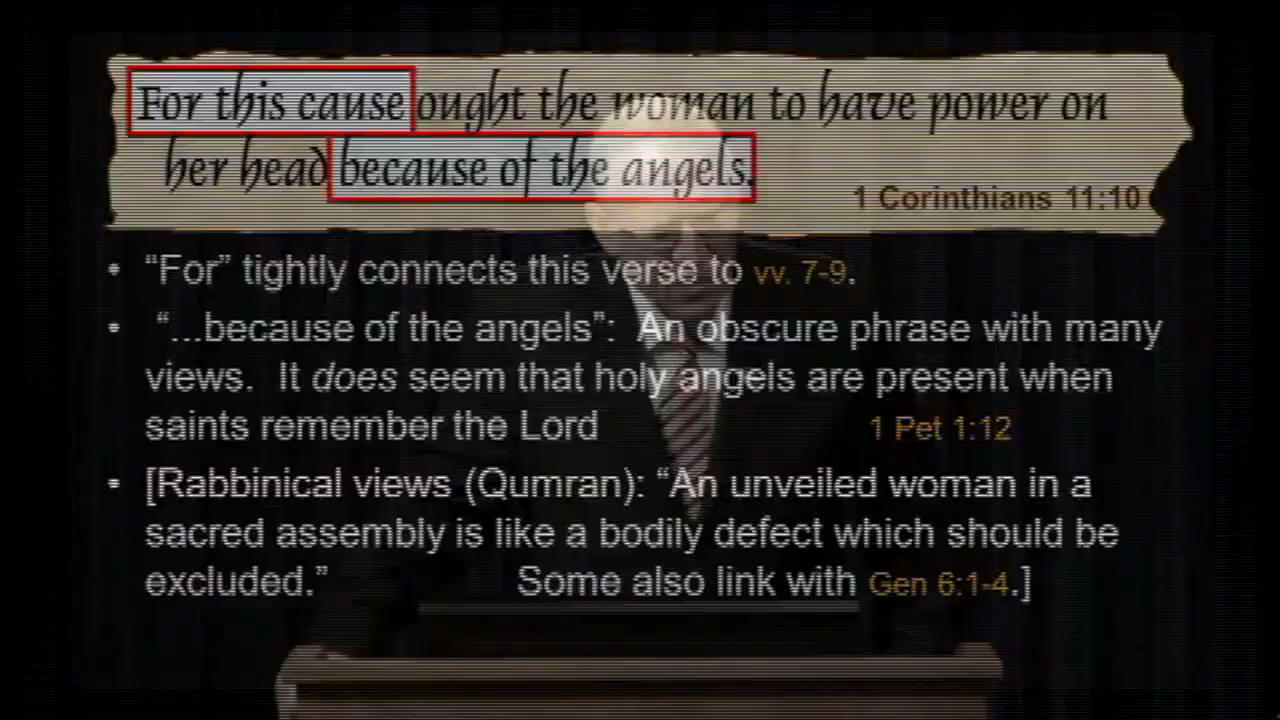 For this cause ought the woman to have power on
her head because of the angels.
1 Corinthians 11:10
• “For” tightly connects this verse to vv. 7-9.
• “...because of the angels”: An obscure phrase with many
views. It does seem that holy angels are present when
saints remember the Lord 1 Pet 1:12
• [Rabbinical views (Qumran): “An unveiled woman in a
sacred assembly is like a bodily defect which should be
excluded.” Some also link with Gen 6:1-4.]